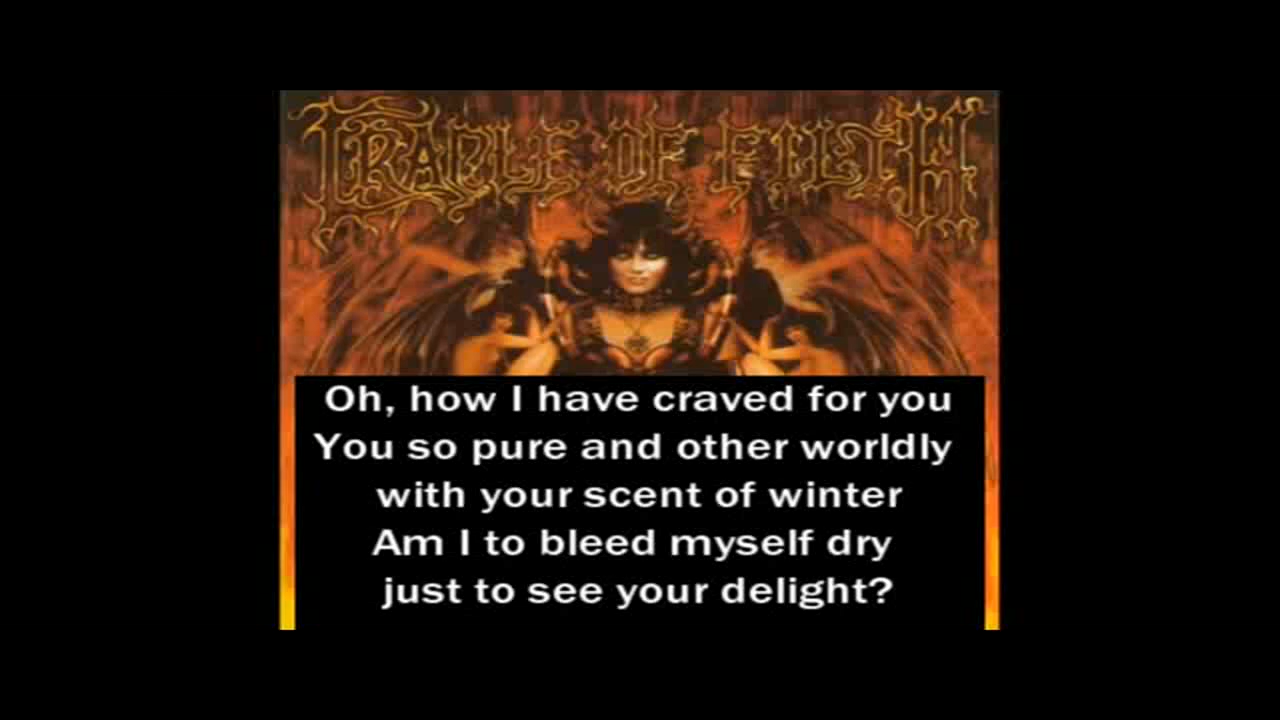 CRADLE OF FILTH
Oh, how I have craved for you
You so pure and other worldly
with your scent of winter
Am I to bleed myself dry
just to see your delight?